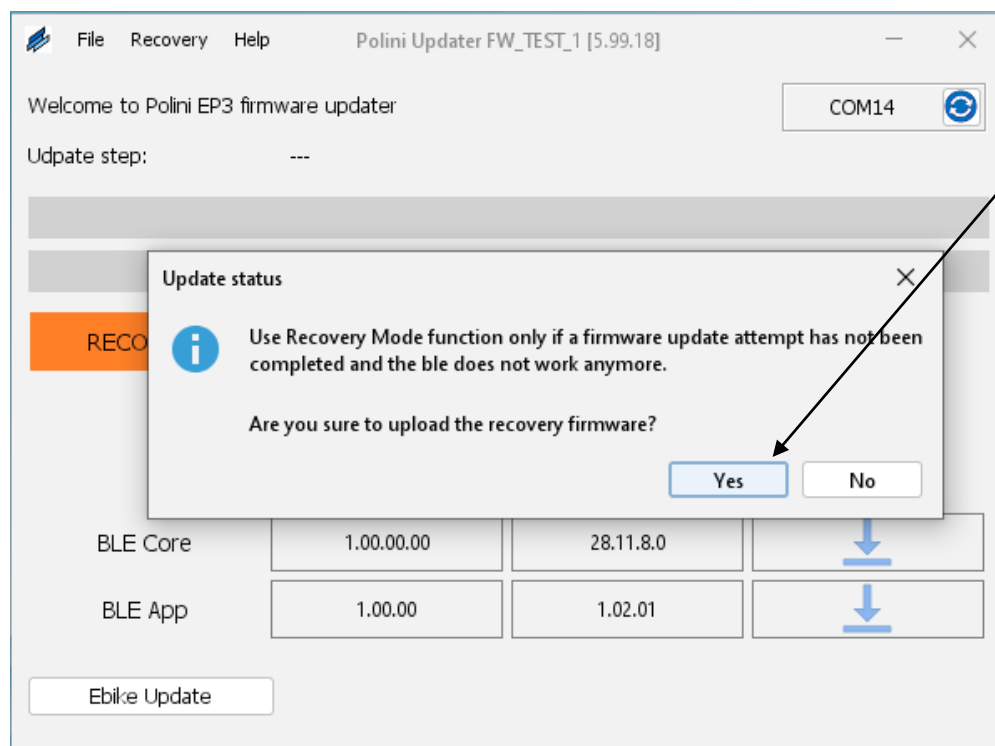 File Recovery Help Polini Updater FW_TEST_1 [5.99.18]
Welcome to Polini EP3 firmware updater
COM14
Udpate step: ---
Update status
RECO
Use Recovery Mode function only if a firmware update attempt has not been
completed and the ble does not work anymore.
Are you sure to upload the recovery firmware?
Yes No
BLE Core 1.00.00.00 28.11.8.0
BLE App 1.00.00 1.02.01
Ebike Update